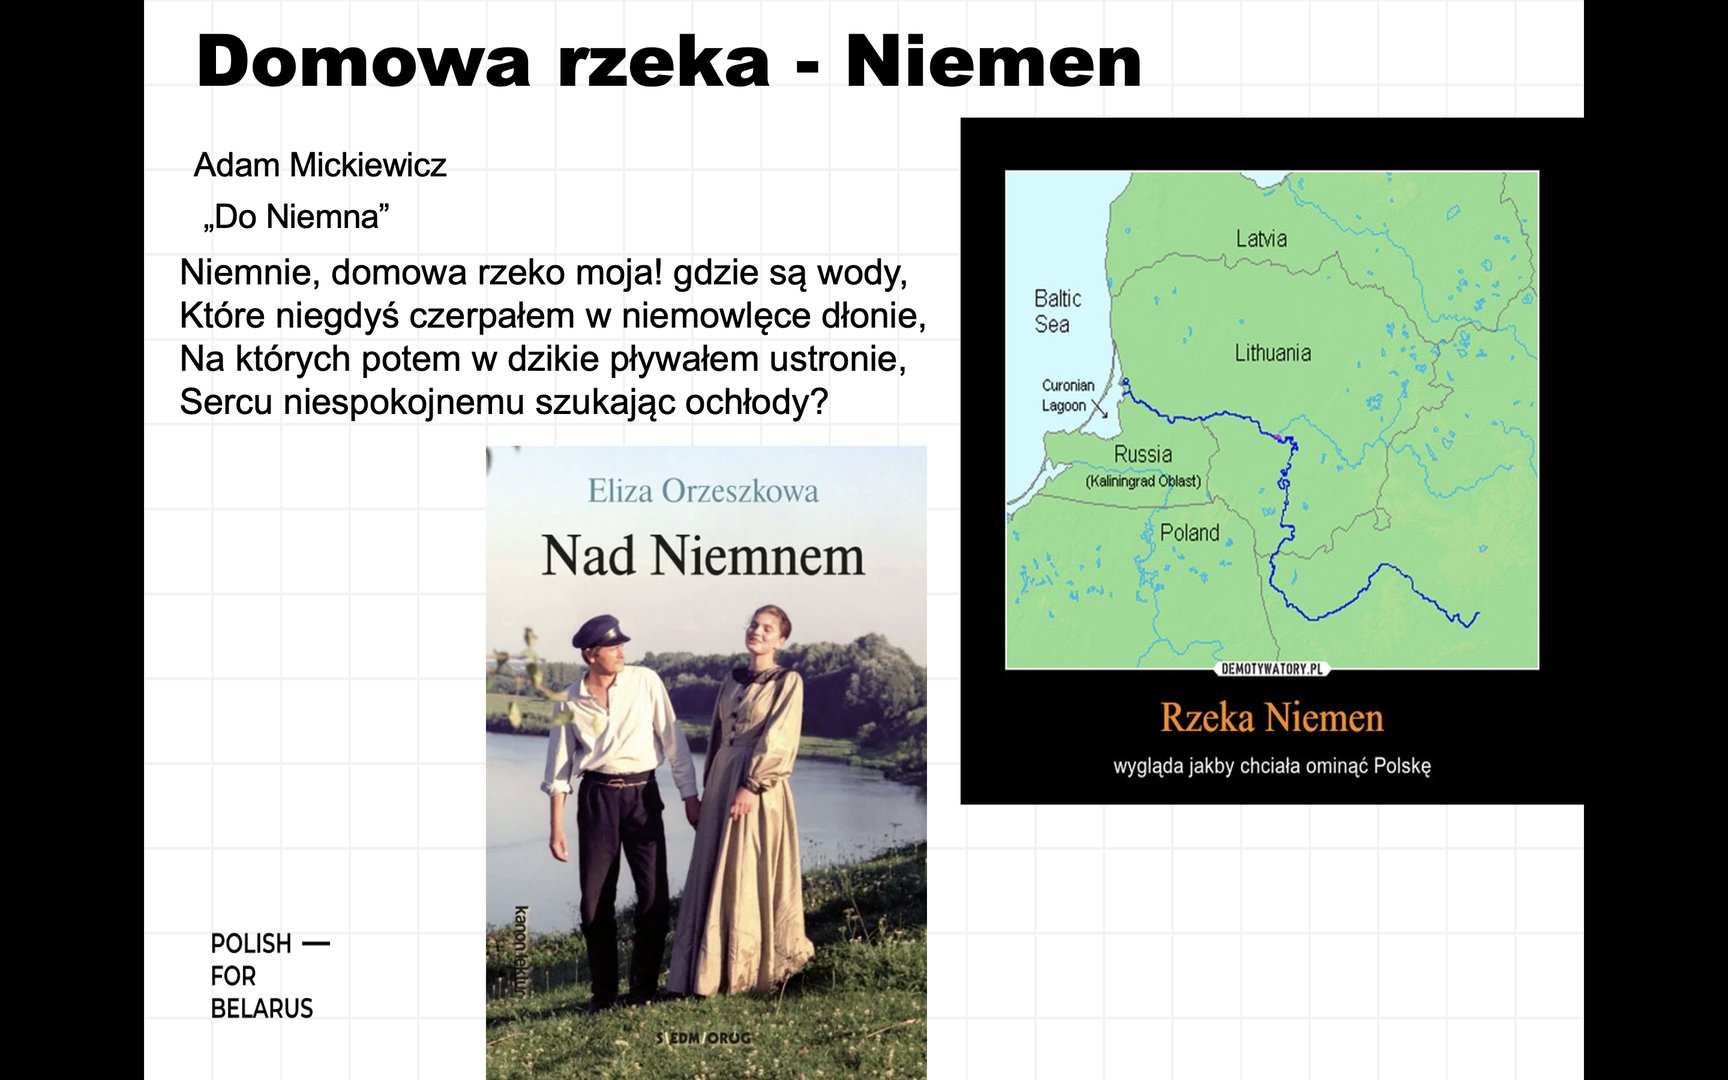 Domowa rzeka - Niemen
Adam Mickiewicz
„Do Niemna”
Niemnie, domowa rzeko moja! gdzie są wody,
Które niegdyś czerpałem w niemowlęce dłonie,
Na których potem w dzikie pływałem ustronie,
Sercu niespokojnemu szukając ochłody?
Eliza Orzeszkowa
Nad Niemnem
kanon lektur
SIEDMIORÓG
Latvia
Baltic
Sea
Lithuania
Curonian
Lagoon
Russia
(Kaliningrad Oblast)
Poland
DEMOTYWATORY.PL
Rzeka Niemen
wygląda jakby chciała ominąć Polskę
POLISH —
FOR
BELARUS